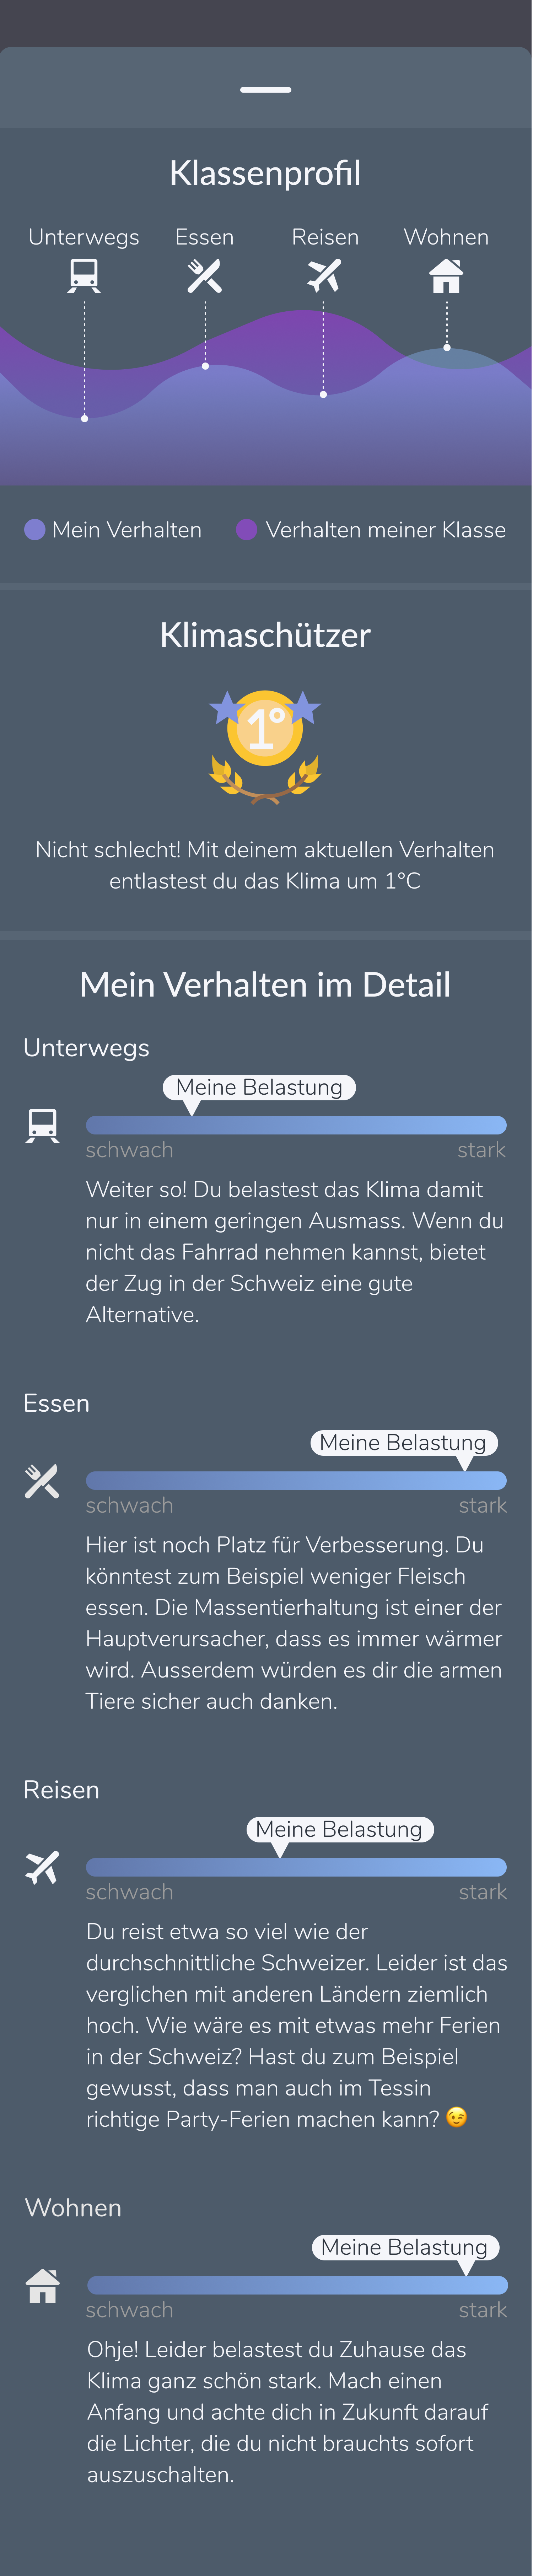 Klassenprofil
Unterwegs Essen Reisen Wohnen
Mein Verhalten Verhalten meiner Klasse
Klimaschützer
1°
Nicht schlecht! Mit deinem aktuellen Verhalten
entlastest du das Klima um 1°C
Mein Verhalten im Detail
Unterwegs
Meine Belastung
schwach stark
Weiter so! Du belastest das Klima damit
nur in einem geringen Ausmass. Wenn du
nicht das Fahrrad nehmen kannst, bietet
der Zug in der Schweiz eine gute
Alternative.
Essen
Meine Belastung
schwach stark
Hier ist noch Platz für Verbesserung. Du
könntest zum Beispiel weniger Fleisch
essen. Die Massentierhaltung ist einer der
Hauptverursacher, dass es immer wärmer
wird. Ausserdem würden es dir die armen
Tiere sicher auch danken.
Reisen
Meine Belastung
schwach stark
Du reist etwa so viel wie der
durchschnittliche Schweizer. Leider ist das
verglichen mit anderen Ländern ziemlich
hoch. Wie wäre es mit etwas mehr Ferien
in der Schweiz? Hast du zum Beispiel
gewusst, dass man auch im Tessin
richtige Party-Ferien machen kann? 😉
Wohnen
Meine Belastung
schwach stark
Ohje! Leider belastest du Zuhause das
Klima ganz schön stark. Mach einen
Anfang und achte dich in Zukunft darauf
die Lichter, die du nicht brauchts sofort
auszuschalten.